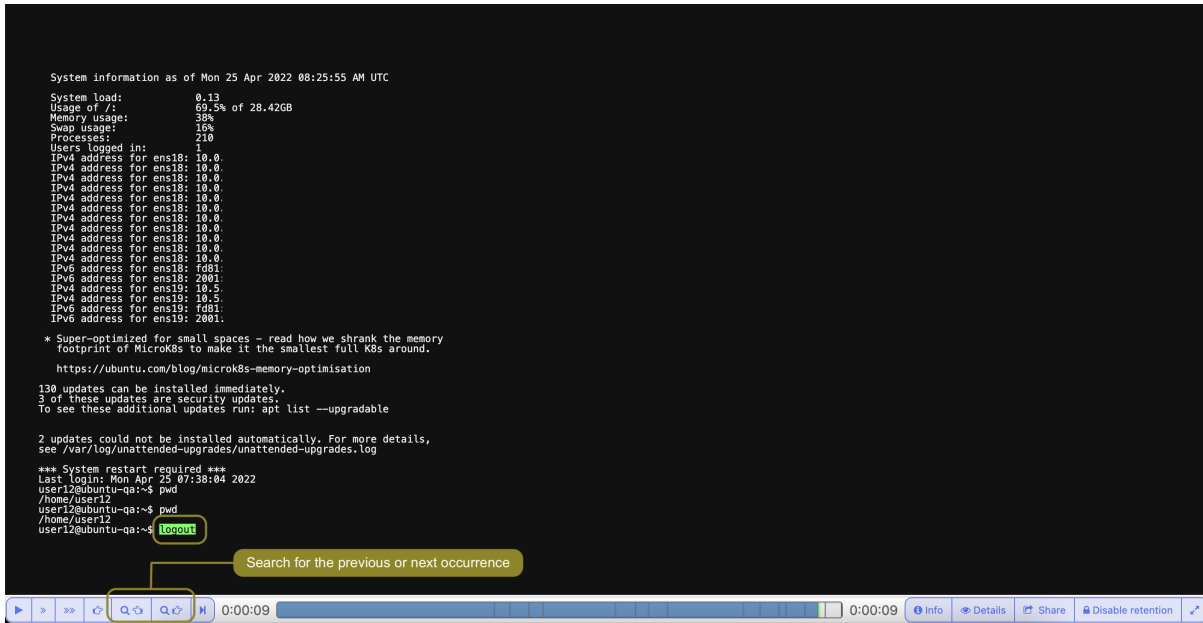 System information as of Mon 25 Apr 2022 08:25:55 AM UTC
System load: 0.13
Usage of /: 69.5% of 28.42GB
Memory usage: 38%
Swap usage: 16%
Processes: 210
Users logged in: 1
IPv4 address for ens18: 10.0.
IPv4 address for ens18: 10.0.
IPv4 address for ens18: 10.0.
IPv4 address for ens18: 10.0.
IPv4 address for ens18: 10.0.
IPv4 address for ens18: 10.0.
IPv4 address for ens18: 10.0.
IPv4 address for ens18: 10.0.
IPv4 address for ens18: 10.0.
IPv4 address for ens18: 10.0.
IPv4 address for ens18: 10.0.
IPv6 address for ens18: fd81:
IPv6 address for ens18: 2001:
IPv4 address for ens19: 10.5.
IPv4 address for ens19: 10.5.
IPv6 address for ens19: fd81:
IPv6 address for ens19: 2001:
* Super-optimized for small spaces - read how we shrank the memory
footprint of MicroK8s to make it the smallest full K8s around.
https://ubuntu.com/blog/microk8s-memory-optimisation
130 updates can be installed immediately.
3 of these updates are security updates.
To see these additional updates run: apt list --upgradable
2 updates could not be installed automatically. For more details,
see /var/log/unattended-upgrades/unattended-upgrades.log
*** System restart required ***
Last login: Mon Apr 25 07:38:04 2022
user12@ubuntu-qa:~$ pwd
/home/user12
user12@ubuntu-qa:~$ pwd
/home/user12
user12@ubuntu-qa:~$ logout
Search for the previous or next occurrence
0:00:09 0:00:09 Info Details Share Disable retention